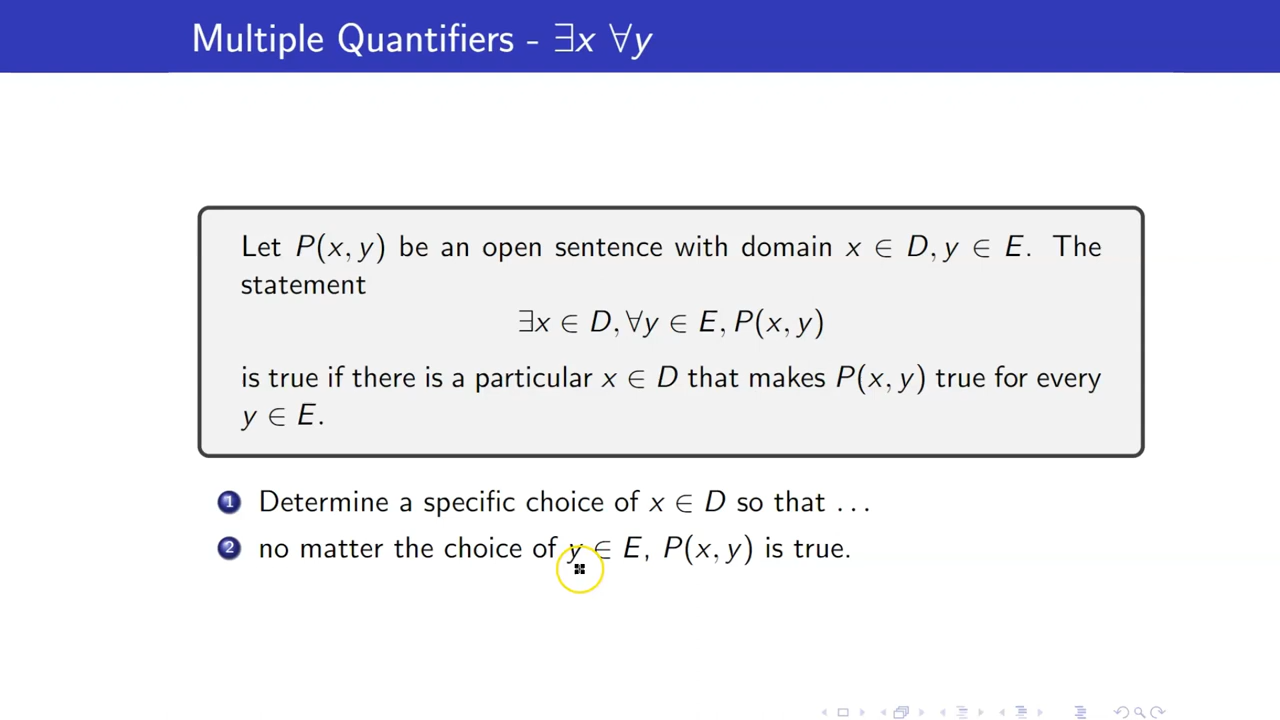 Multiple Quantifiers - ∃x ∀y
Let P(x, y) be an open sentence with domain x ∈ D, y ∈ E. The
statement
∃x ∈ D, ∀y ∈ E, P(x, y)
is true if there is a particular x ∈ D that makes P(x, y) true for every
y ∈ E.
1 Determine a specific choice of x ∈ D so that ...
2 no matter the choice of y ∈ E, P(x, y) is true.